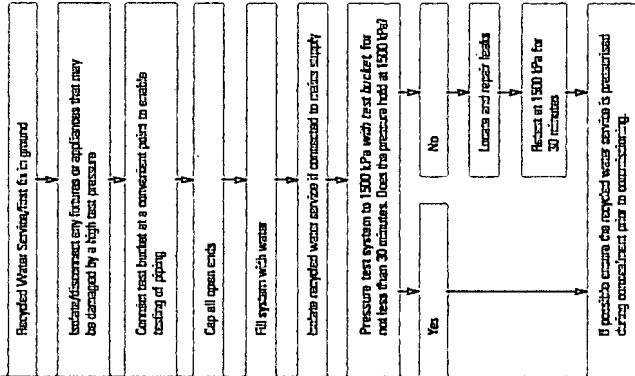 Recycled Water Service/first fix in ground
Isolate/disconnect any fixtures or appliances that may
be damaged by a high test pressure
Connect test bucket at a convenient point to enable
testing of piping
Cap all open ends
Fill system with water
Isolate recycled water service if connected to mains supply
Pressure test system to 1500 kPa with test bucket for
not less than 30 minutes. Does the pressure hold at 1500 kPa?
Yes
No
Locate and repair leaks
Retest at 1500 kPa for
30 minutes
If possible ensure the recycled water service is pressurised
during concealment prior to commissioning.